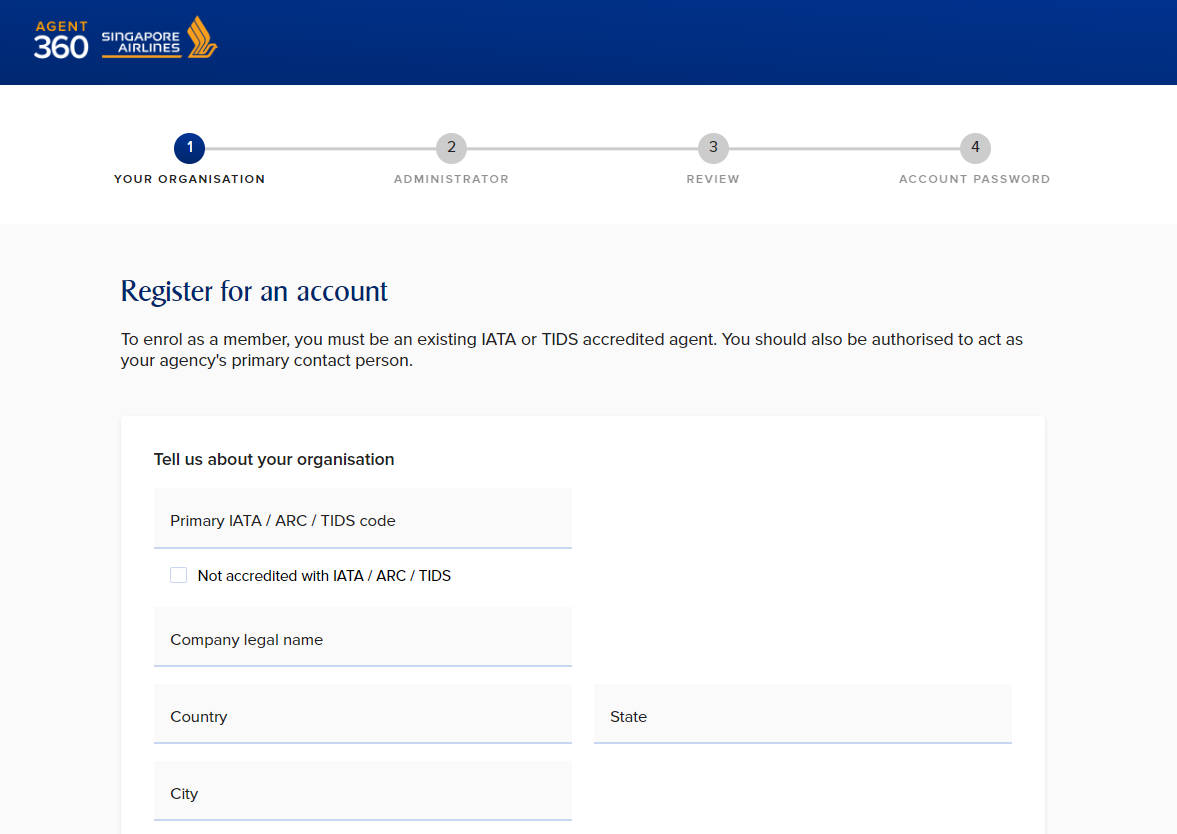 AGENT
360
SINGAPORE
AIRLINES
1
2
3
4
YOUR ORGANISATION
ADMINISTRATOR
REVIEW
ACCOUNT PASSWORD
Register for an account
To enrol as a member, you must be an existing IATA or TIDS accredited agent. You should also be authorised to act as
your agency's primary contact person.
Tell us about your organisation
Primary IATA / ARC / TIDS code
Not accredited with IATA / ARC / TIDS
Company legal name
Country
State
City